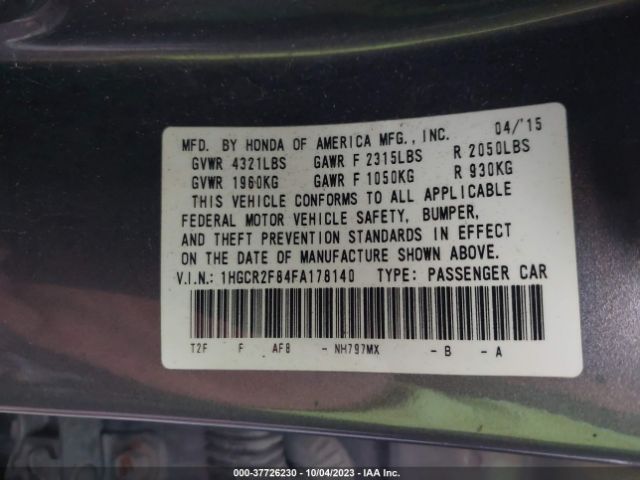 MFD. BY HONDA OF AMERICA MFG., INC. 04/'15
GVWR 4321LBS GAWR F 2315LBS R 2050LBS
GVWR 1960KG GAWR F 1050KG R 930KG
THIS VEHICLE CONFORMS TO ALL APPLICABLE
FEDERAL MOTOR VEHICLE SAFETY, BUMPER,
AND THEFT PREVENTION STANDARDS IN EFFECT
ON THE DATE OF MANUFACTURE SHOWN ABOVE.
V.I.N.: 1HGCR2F84FA178140 TYPE: PASSENGER CAR
T2F F AF8 - NH797MX - B - A
000-37726230 - 10/04/2023 - IAA Inc.